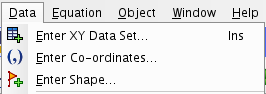 Data Equation Object Window Help
Enter XY Data Set... Ins
Enter Co-ordinates...
Enter Shape...